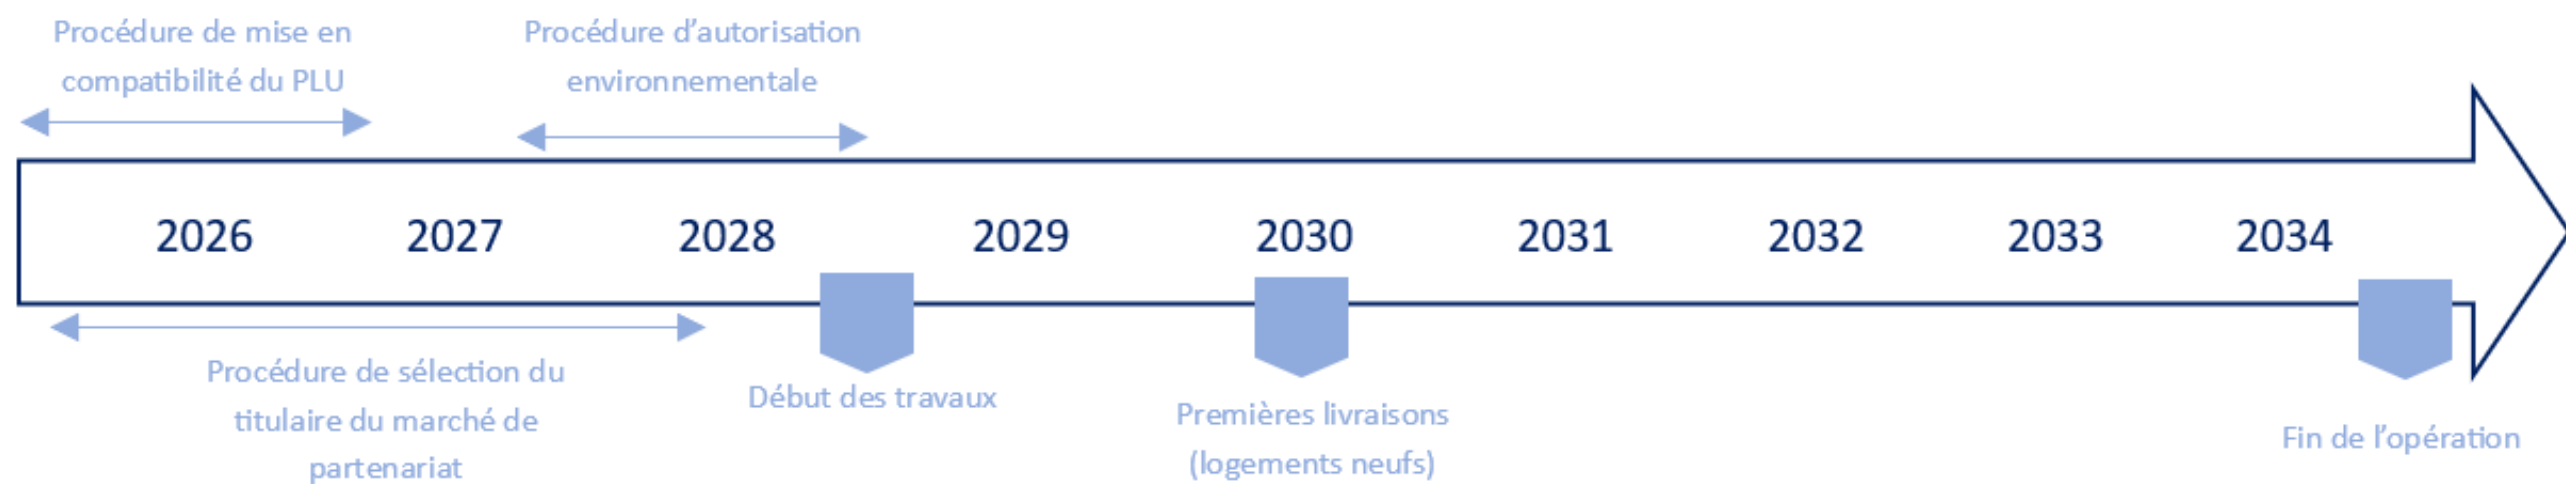 Procédure de mise en
compatibilité du PLU
Procédure d’autorisation
environnementale
2026 2027 2028 2029 2030 2031 2032 2033 2034
Procédure de sélection du
titulaire du marché de
partenariat
Début des travaux
Premières livraisons
(logements neufs)
Fin de l’opération